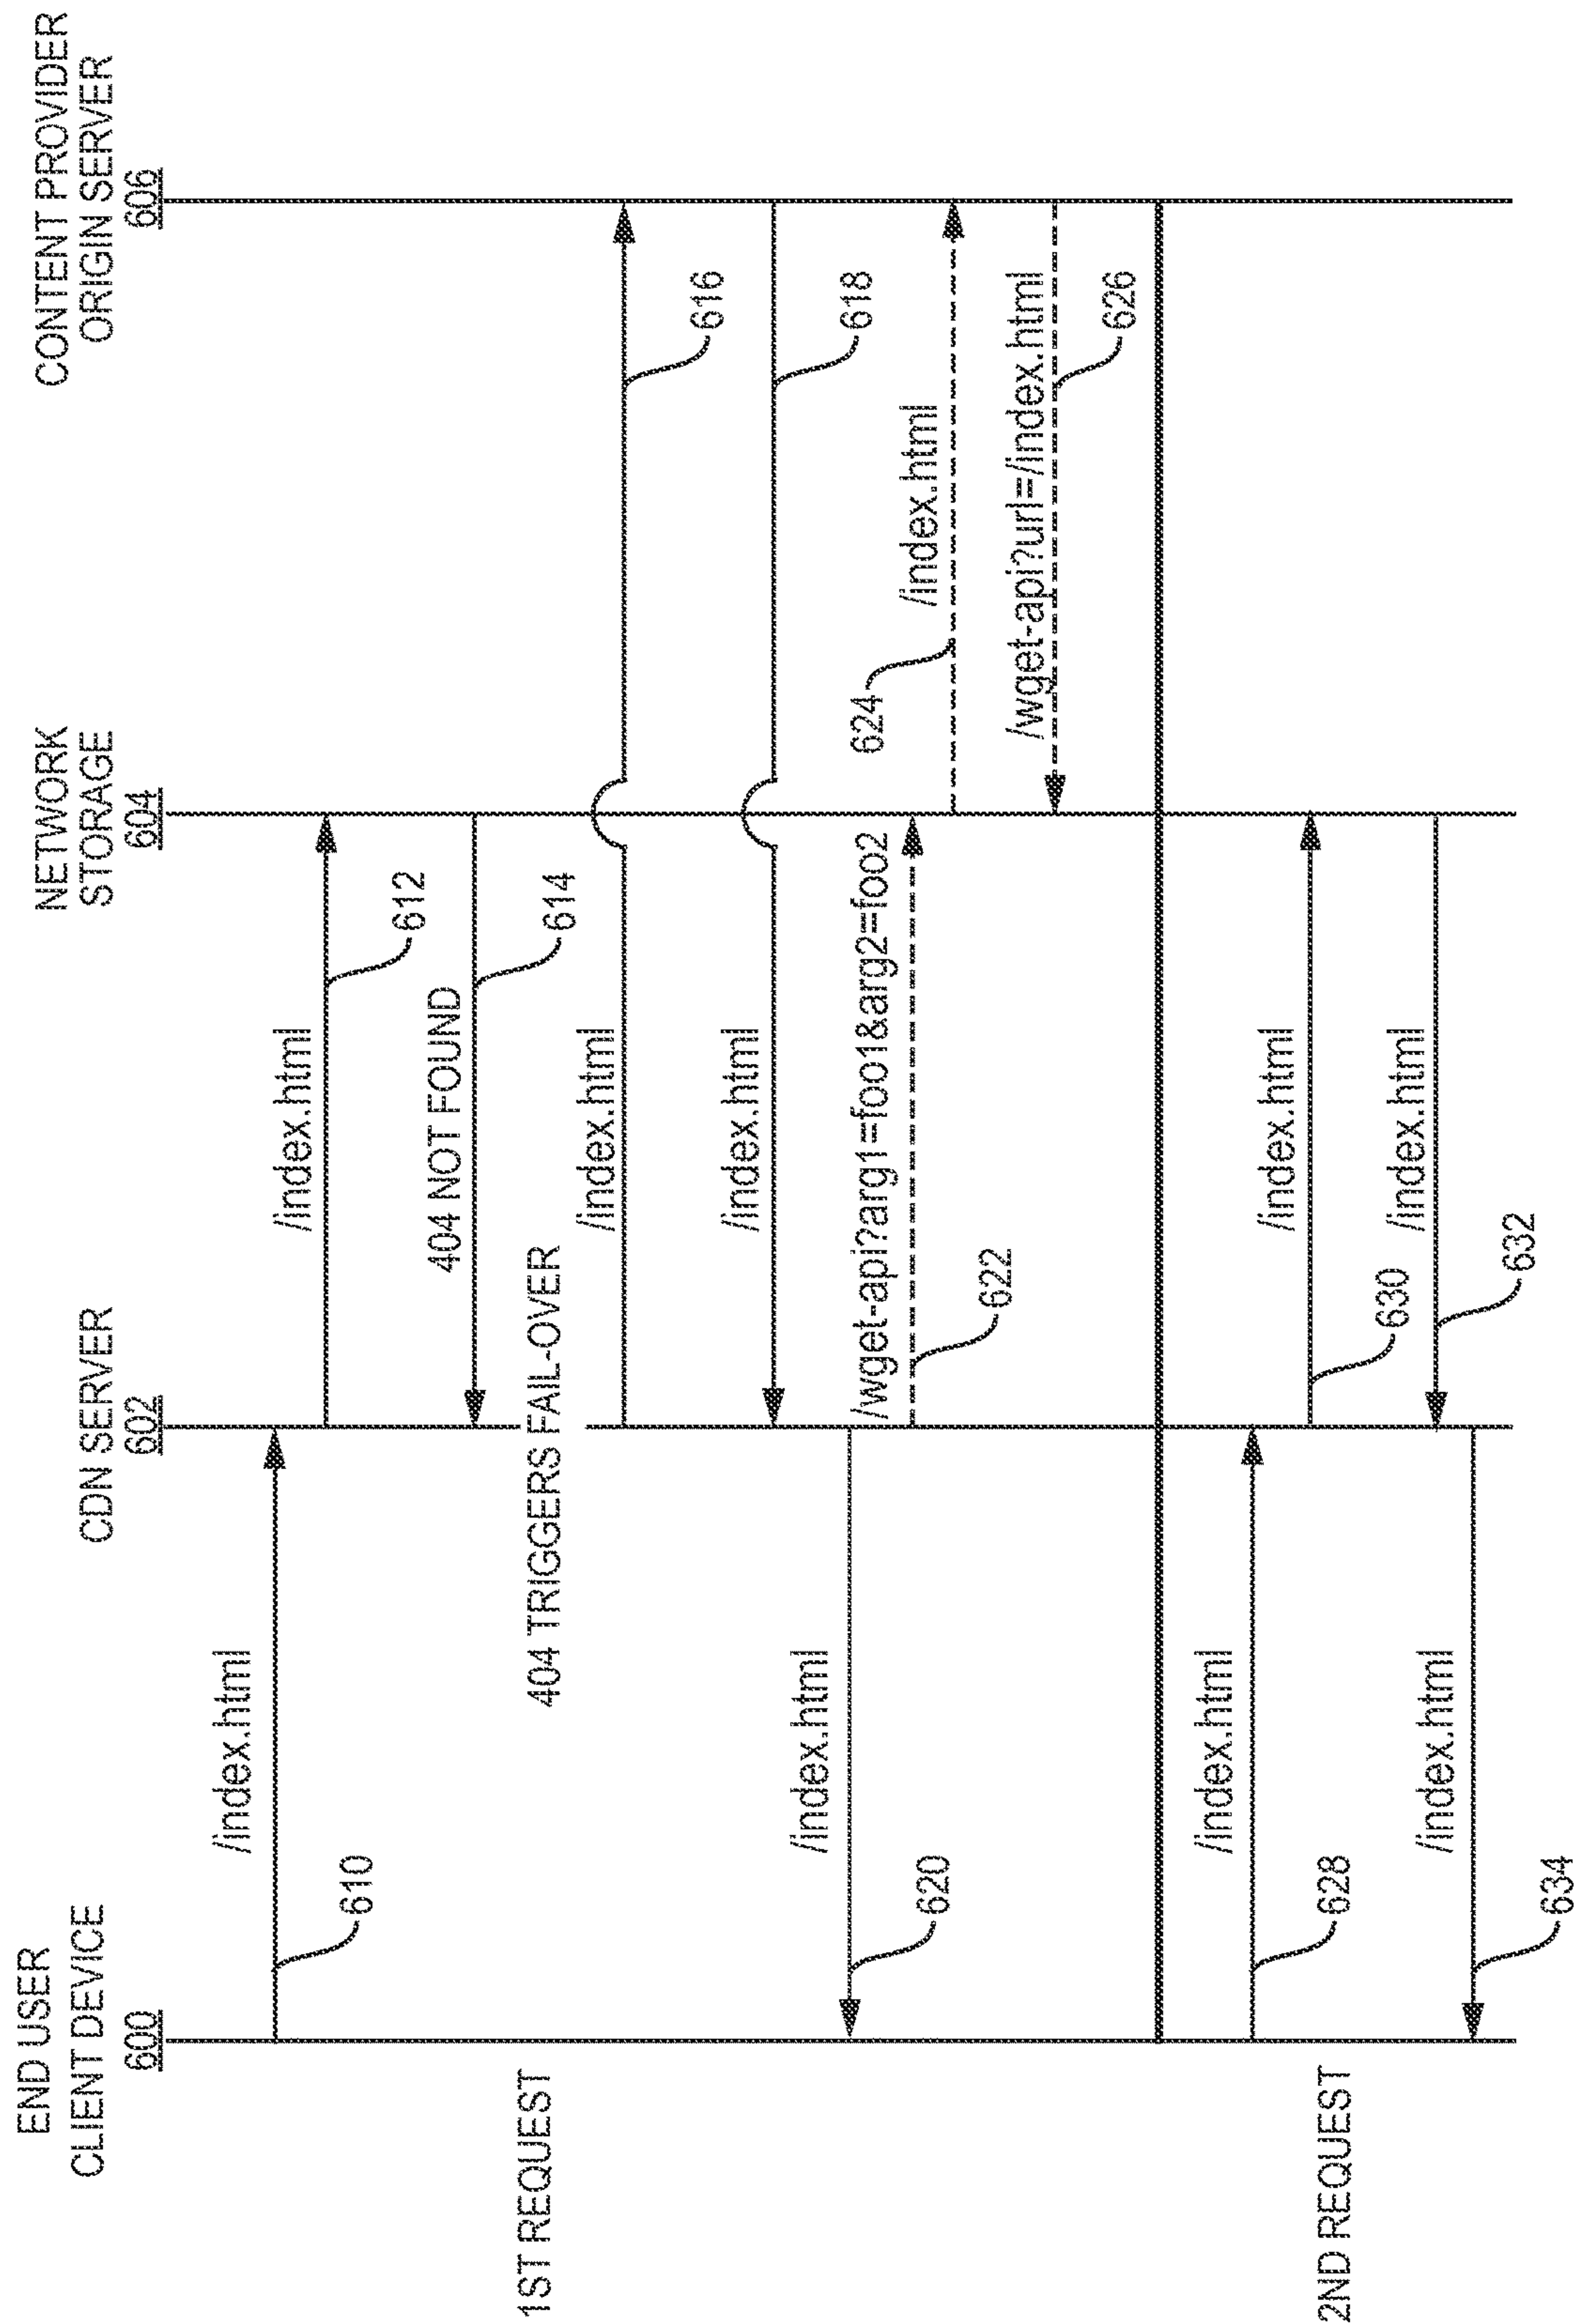 END USER
CLIENT DEVICE
600
CDN SERVER
602
NETWORK
STORAGE
604
CONTENT PROVIDER
ORIGIN SERVER
606
1ST REQUEST
/index.html
610
/index.html
612
404 NOT FOUND
614
404 TRIGGERS FAIL-OVER
/index.html
616
/index.html
618
/index.html
620
/wget-api?arg1=foo1&arg2=foo2
622
/index.html
624
/wget-api?url=/index.html
626
2ND REQUEST
/index.html
628
/index.html
630
/index.html
632
/index.html
634